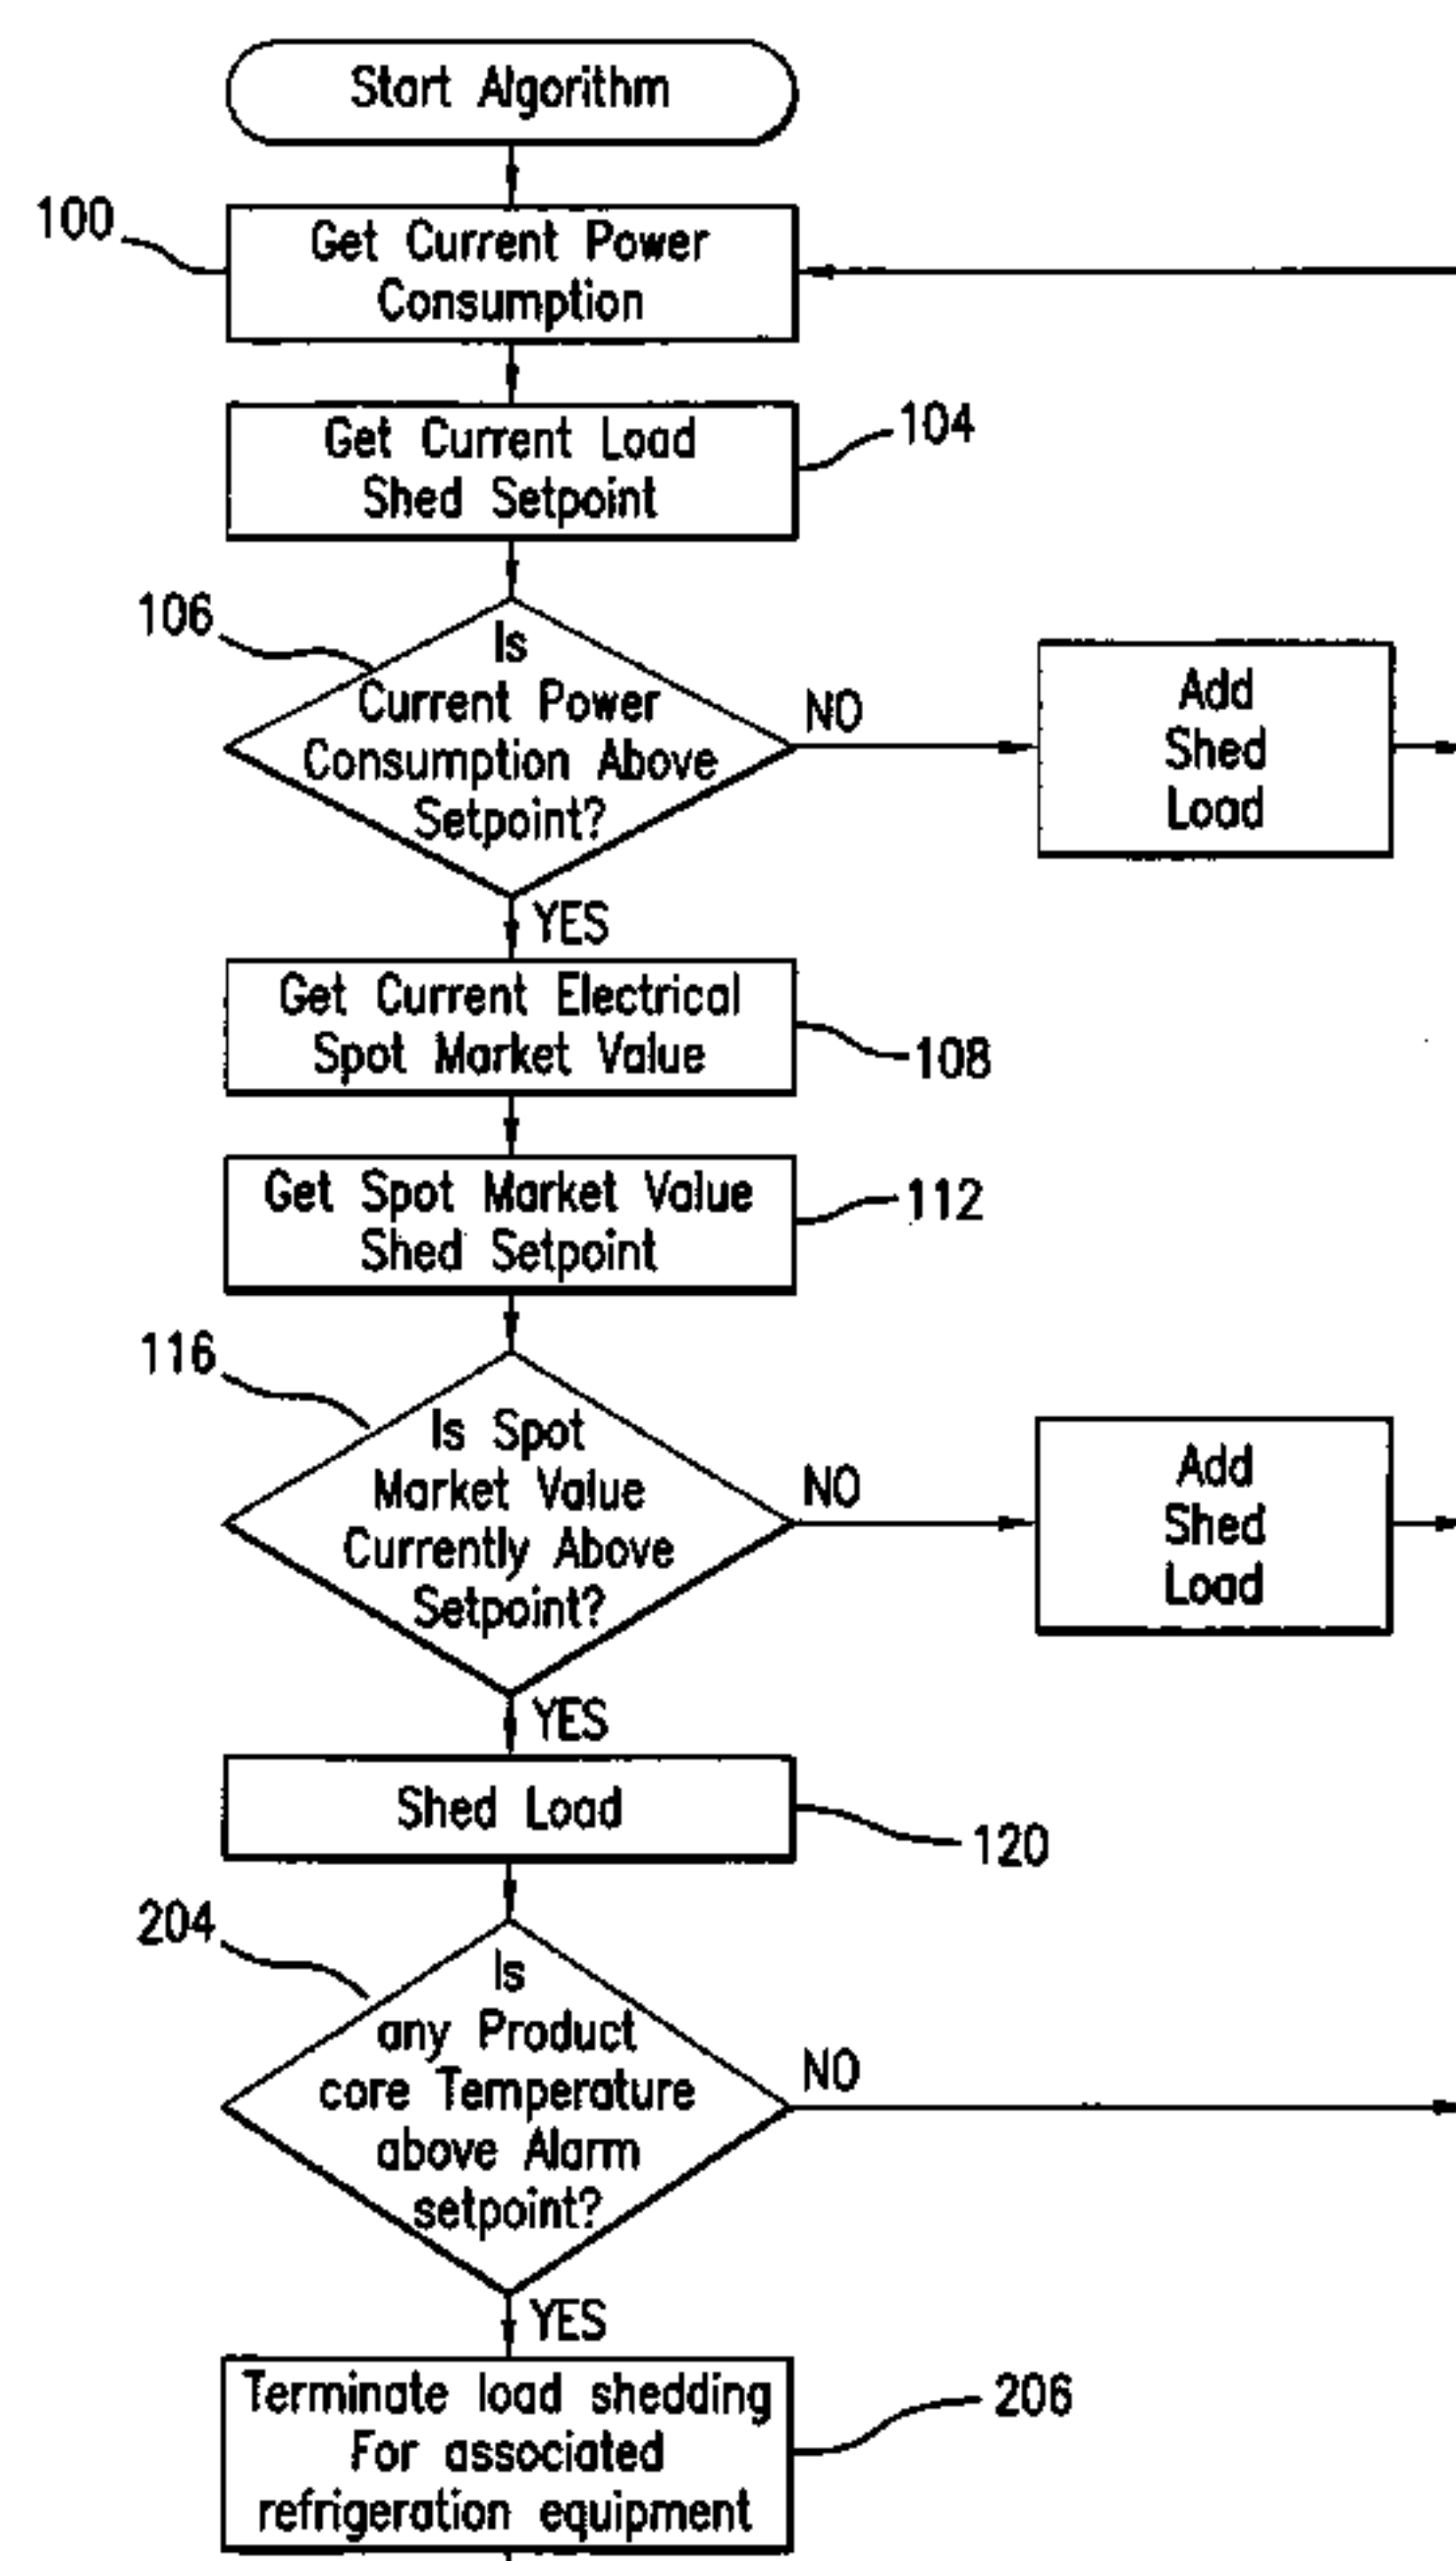 Start Algorithm
100
Get Current Power
Consumption
Get Current Load
Shed Setpoint
104
106
Is
Current Power
Consumption Above
Setpoint?
NO
Add
Shed
Load
YES
Get Current Electrical
Spot Market Value
108
Get Spot Market Value
Shed Setpoint
112
116
Is Spot
Market Value
Currently Above
Setpoint?
NO
Add
Shed
Load
YES
Shed Load
120
204
Is
any Product
core Temperature
above Alarm
setpoint?
NO
YES
Terminate load shedding
For associated
refrigeration equipment
206